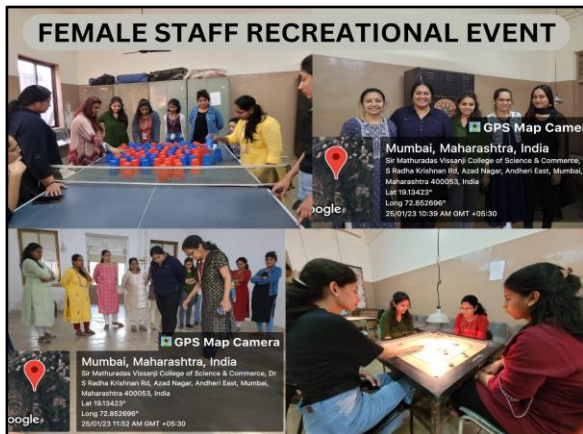 FEMALE STAFF RECREATIONAL EVENT
GPS Map Came
Mumbai, Maharashtra, India
Sir Mathuradas Vissanji College of Science & Commerce,
S Radha Krishnan Rd, Azad Nagar, Andheri East, Mumbai,
Maharashtra 400053, India
Lat 19.13423°
Long 72.852696°
25/01/23 10:39 AM GMT +05:30
oogle
GPS Map Camera
Mumbai, Maharashtra, India
Sir Mathuradas Vissanji College of Science & Commerce, Dr
S Radha Krishnan Rd, Azad Nagar, Andheri East, Mumbai,
Maharashtra 400053, India
Lat 19.13423°
Long 72.852696°
25/01/23 11:52 AM GMT +05:30
oogle